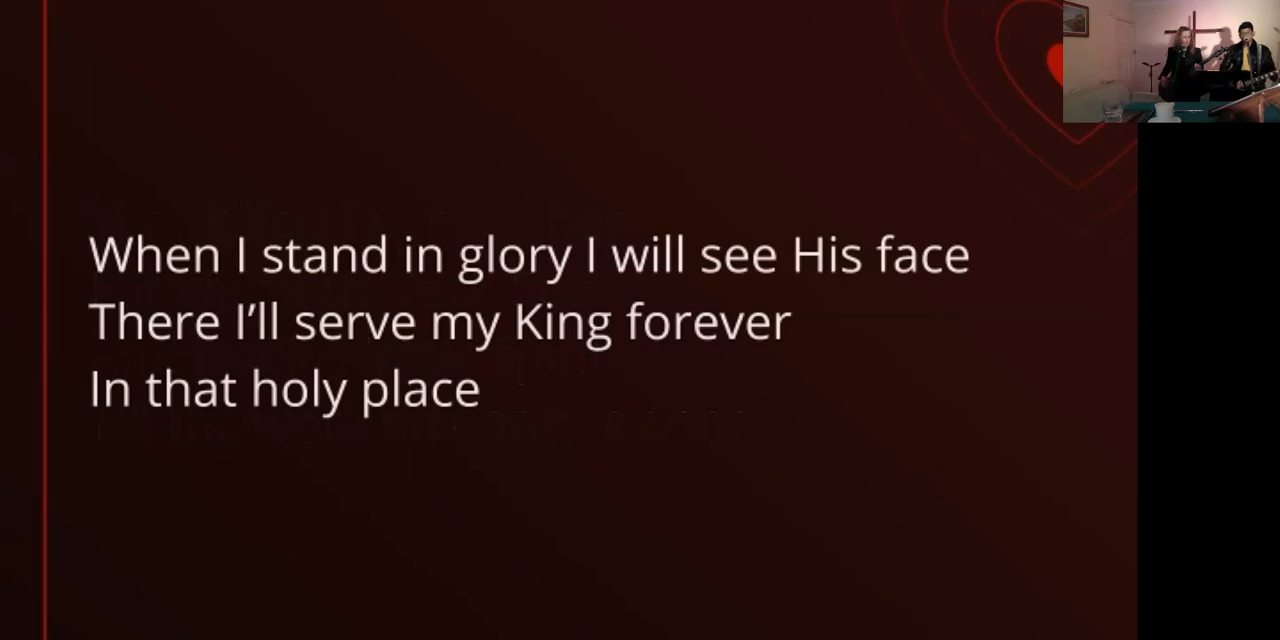 When I stand in glory I will see His face
There I’ll serve my King forever
In that holy place